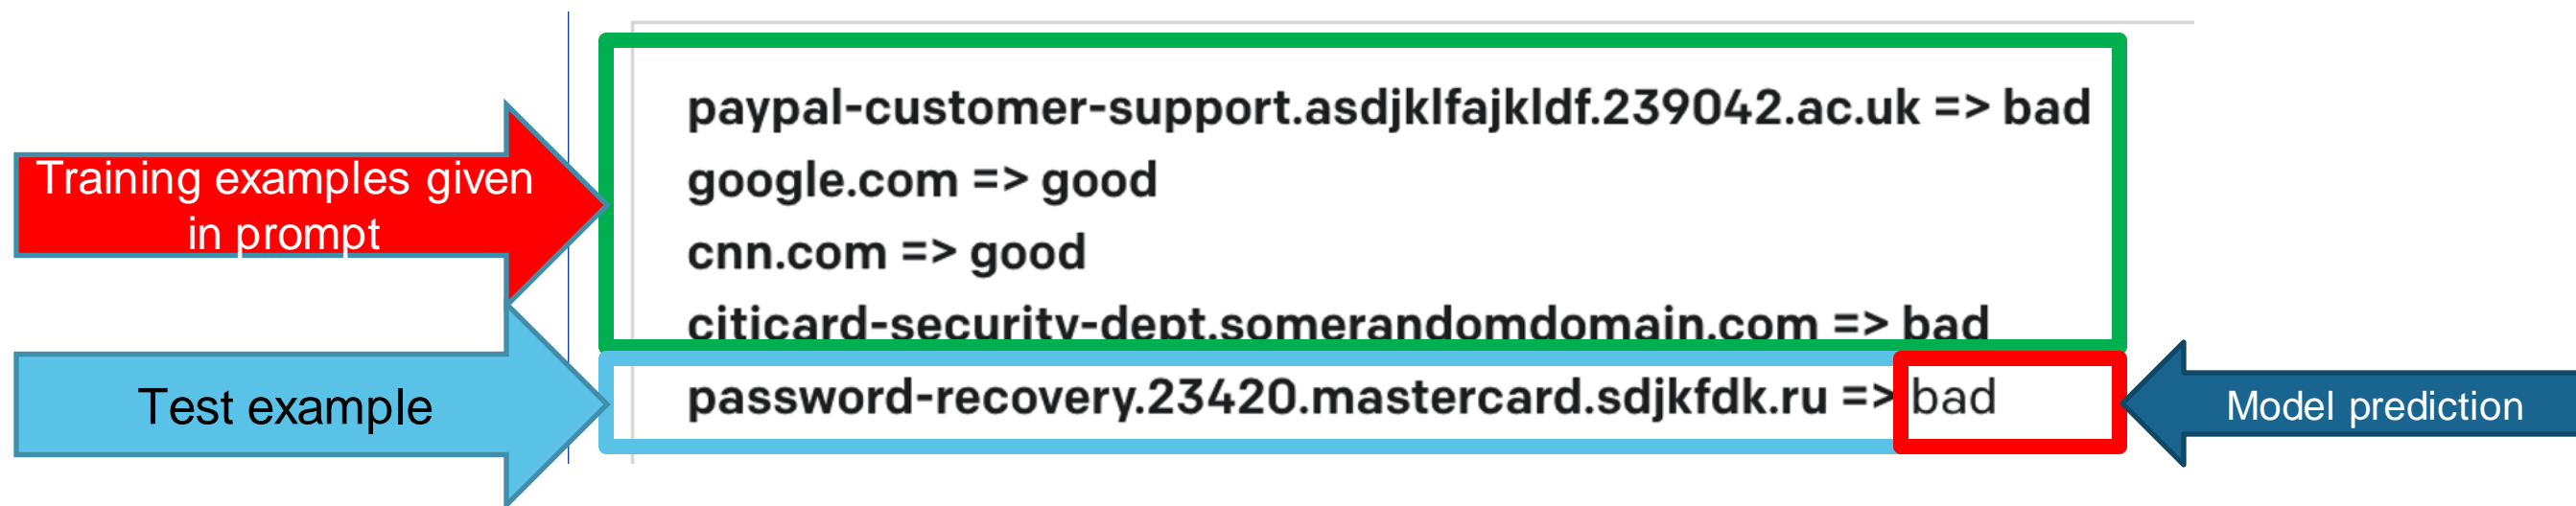 paypal-customer-support.asdjklfajkldf.239042.ac.uk => bad
google.com => good
cnn.com => good
citicard-security-dept.somerandomdomain.com => bad
password-recovery.23420.mastercard.sdjkfdk.ru => bad
Training examples given
in prompt
Test example
Model prediction